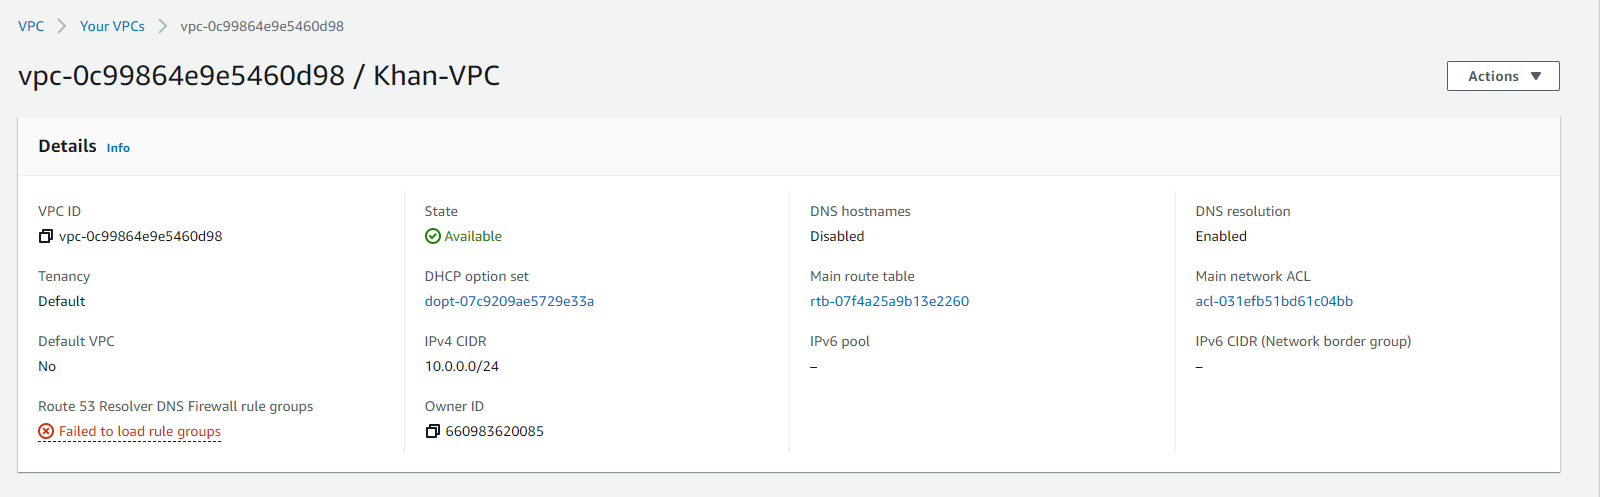 VPC > Your VPCs > vpc-0c99864e9e5460d98
vpc-0c99864e9e5460d98 / Khan-VPC
Actions
Details Info
VPC ID
vpc-0c99864e9e5460d98
State
Available
DNS hostnames
Disabled
DNS resolution
Enabled
Tenancy
Default
DHCP option set
dopt-07c9209ae5729e33a
Main route table
rtb-07f4a25a9b13e2260
Main network ACL
acl-031efb51bd61c04bb
Default VPC
No
IPv4 CIDR
10.0.0.0/24
IPv6 pool
–
IPv6 CIDR (Network border group)
–
Route 53 Resolver DNS Firewall rule groups
Failed to load rule groups
Owner ID
660983620085